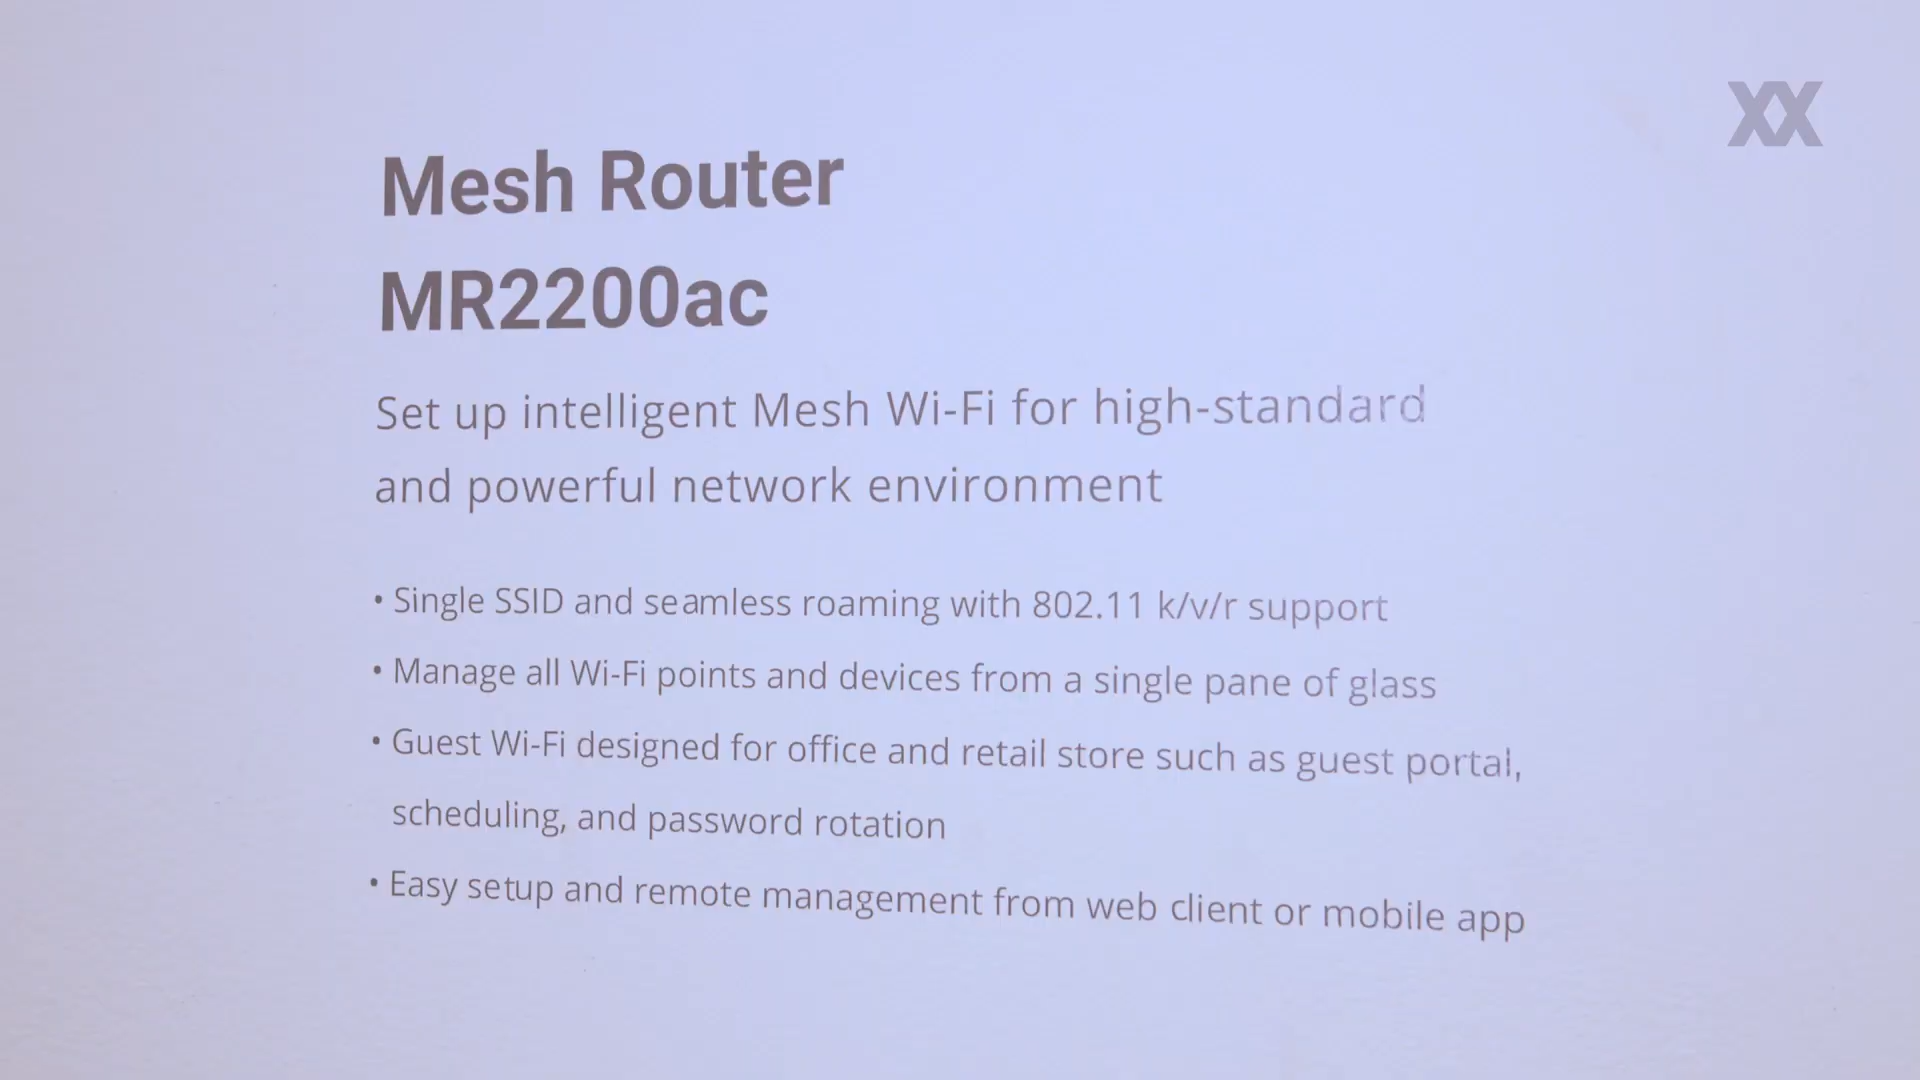 XX
Mesh Router
MR2200ac
Set up intelligent Mesh Wi-Fi for high-standard
and powerful network environment
• Single SSID and seamless roaming with 802.11 k/v/r support
• Manage all Wi-Fi points and devices from a single pane of glass
• Guest Wi-Fi designed for office and retail store such as guest portal,
scheduling, and password rotation
• Easy setup and remote management from web client or mobile app